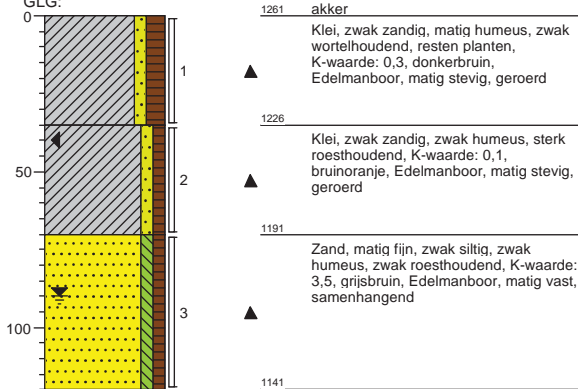 GLG:
0
1261 akker
Klei, zwak zandig, matig humeus, zwak
wortelhoudend, resten planten,
K-waarde: 0,3, donkerbruin,
Edelmanboor, matig stevig, geroerd
1
1226
Klei, zwak zandig, zwak humeus, sterk
roesthoudend, K-waarde: 0,1,
bruinoranje, Edelmanboor, matig stevig,
geroerd
50
2
1191
Zand, matig fijn, zwak siltig, zwak
humeus, zwak roesthoudend, K-waarde:
3,5, grijsbruin, Edelmanboor, matig vast,
samenhangend
3
100
1141